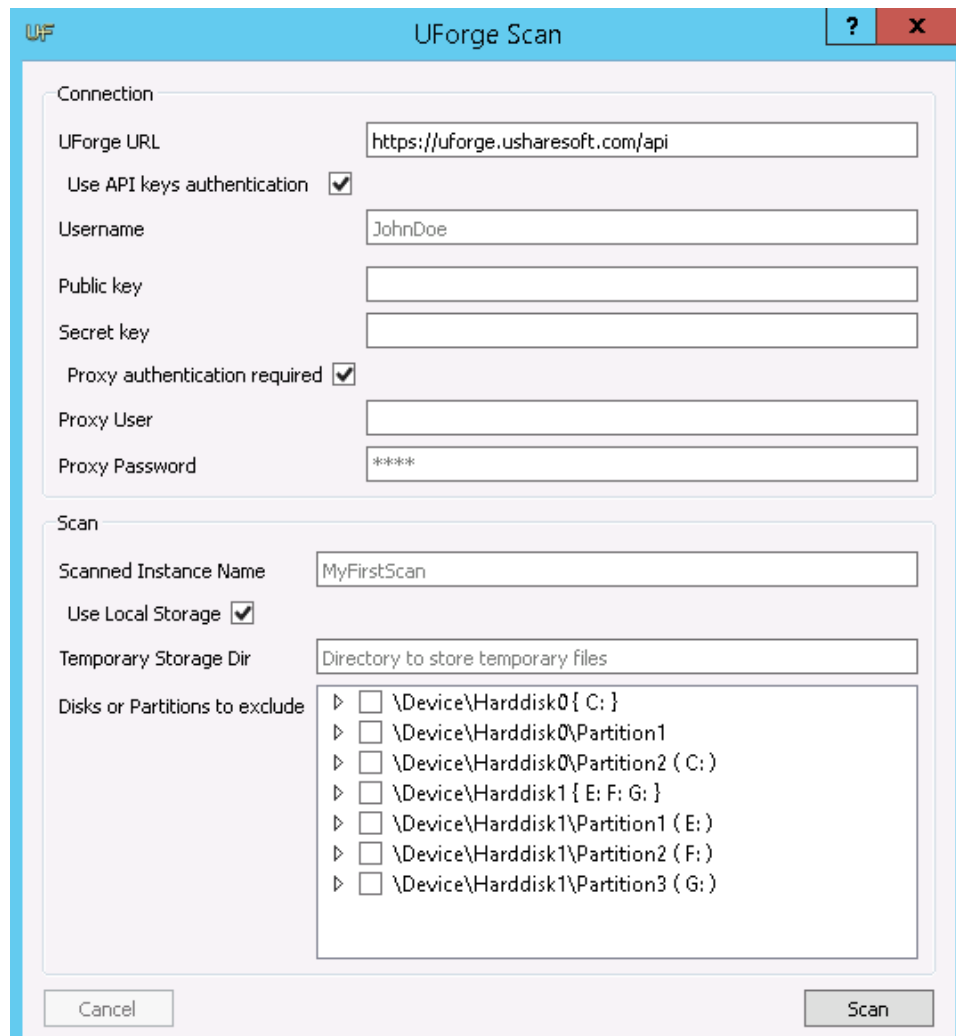 UF
UForge Scan
?
x
Connection
UForge URL
https://uforge.usharesoft.com/api
Use API keys authentication
Username
JohnDoe
Public key
Secret key
Proxy authentication required
Proxy User
Proxy Password
****
Scan
Scanned Instance Name
MyFirstScan
Use Local Storage
Temporary Storage Dir
Directory to store temporary files
Disks or Partitions to exclude
\Device\Harddisk0 { C: }
\Device\Harddisk0\Partition1
\Device\Harddisk0\Partition2 ( C: )
\Device\Harddisk1 { E: F: G: }
\Device\Harddisk1\Partition1 ( E: )
\Device\Harddisk1\Partition2 ( F: )
\Device\Harddisk1\Partition3 ( G: )
Cancel
Scan